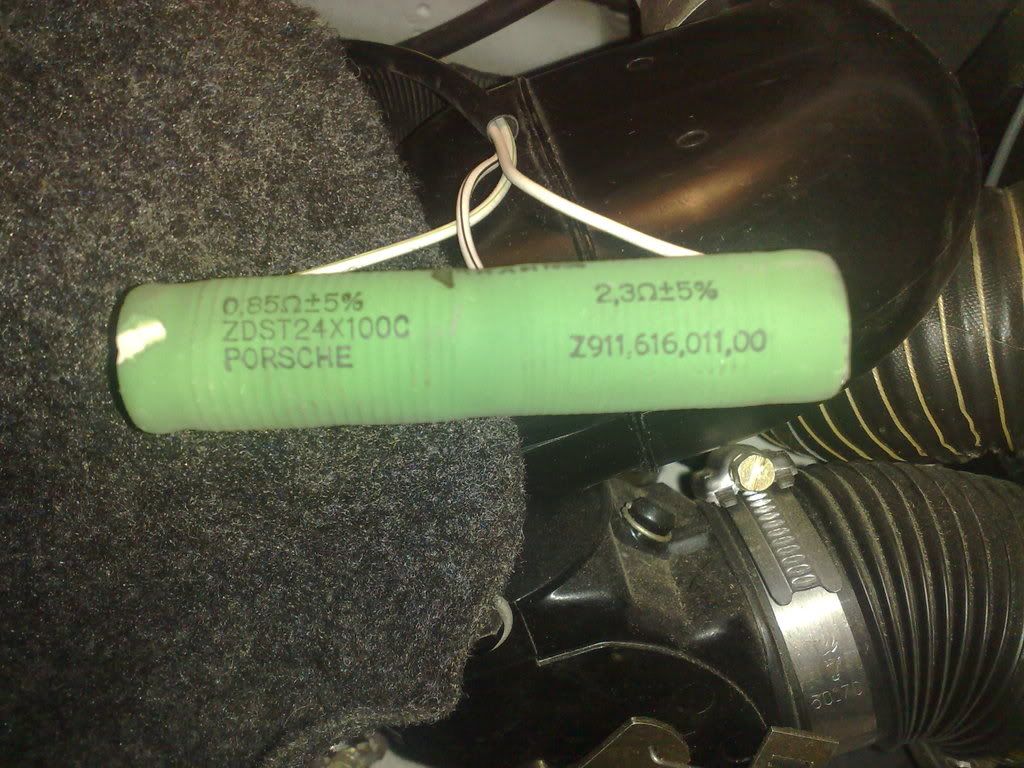 0,85Ω±5%
ZDST24X100C
PORSCHE
2,3Ω±5%
Z911,616,011,00